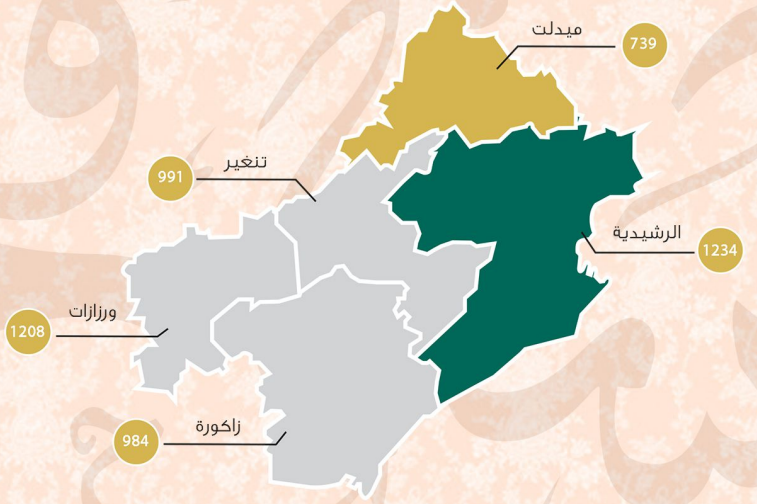 ميدلت
739
تنغير
991
الرشيدية
1234
ورزازات
1208
زاكورة
984